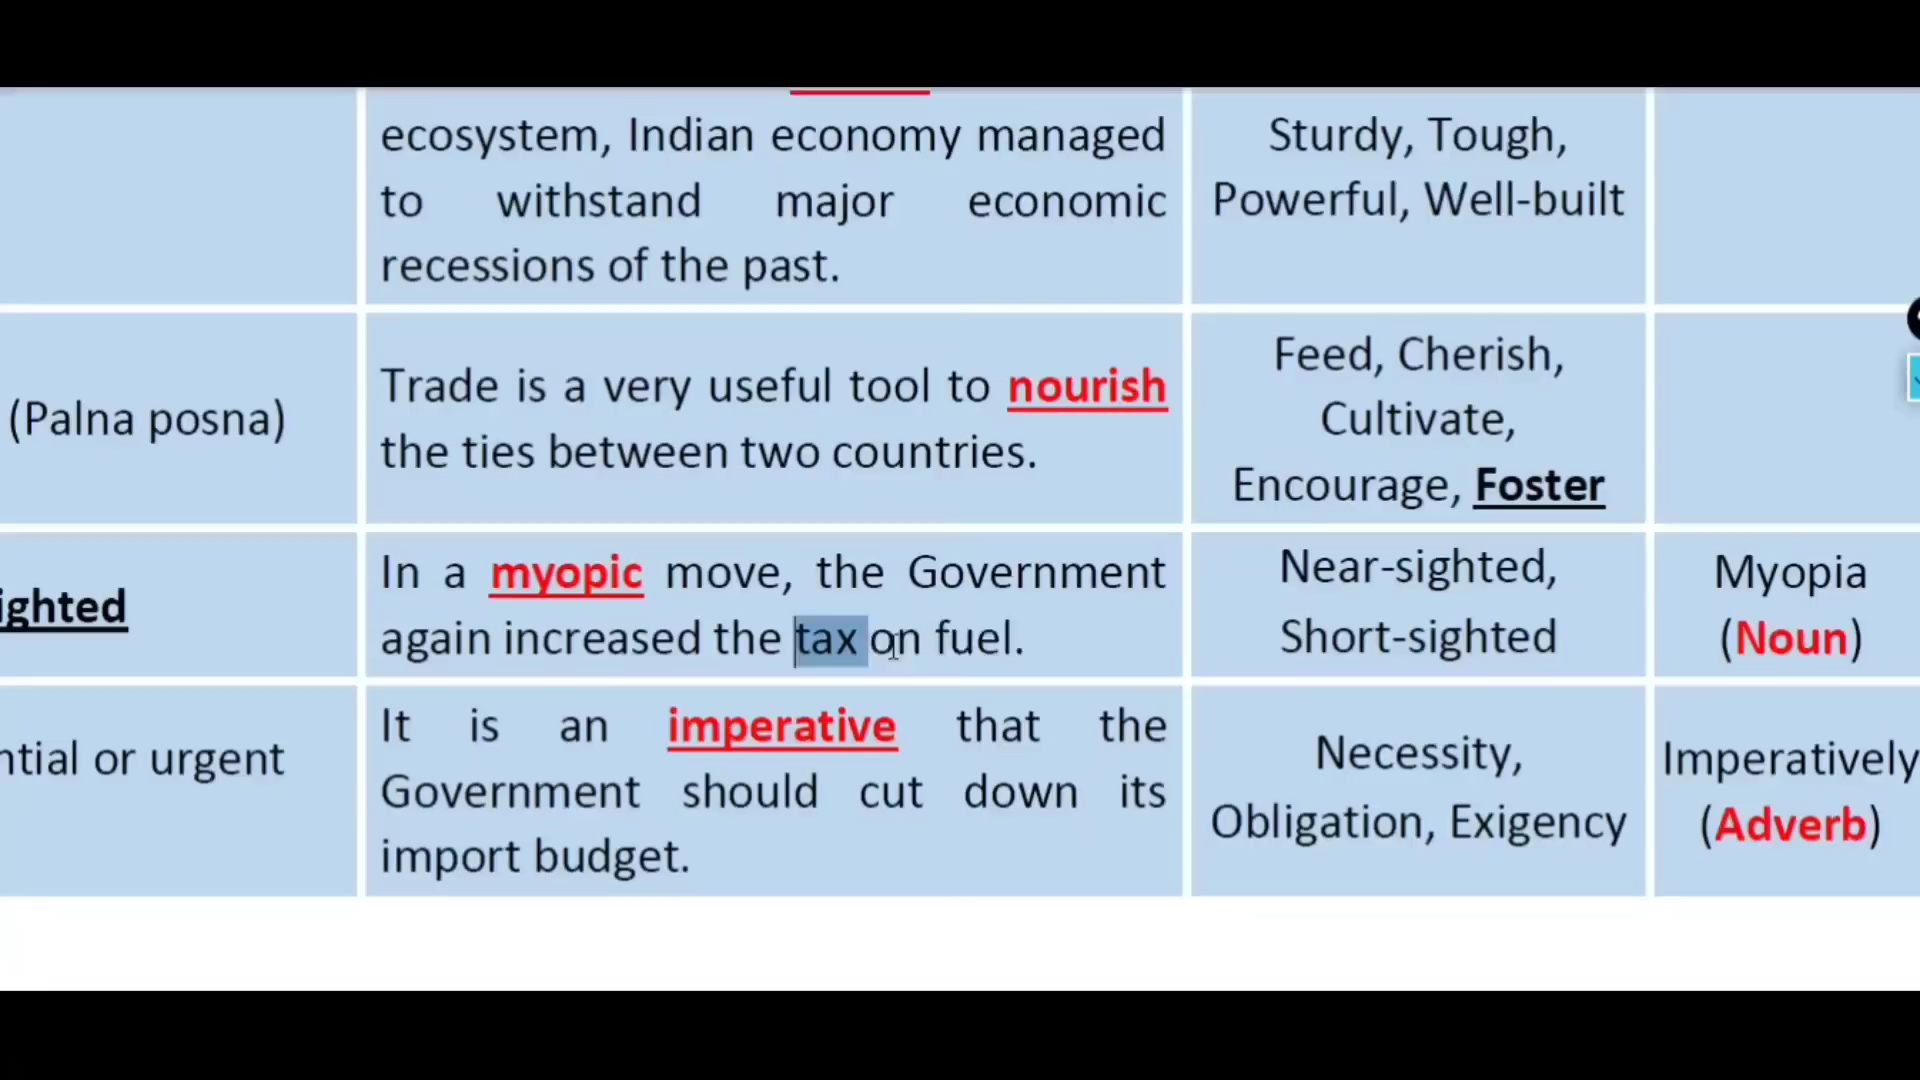 ecosystem, Indian economy managed
to withstand major economic
recessions of the past.
Sturdy, Tough,
Powerful, Well-built
(Palna posna)
Trade is a very useful tool to nourish
the ties between two countries.
Feed, Cherish,
Cultivate,
Encourage, Foster
ighted
In a myopic move, the Government
again increased the tax on fuel.
Near-sighted,
Short-sighted
Myopia
(Noun)
ntial or urgent
It is an imperative that the
Government should cut down its
import budget.
Necessity,
Obligation, Exigency
Imperatively
(Adverb)